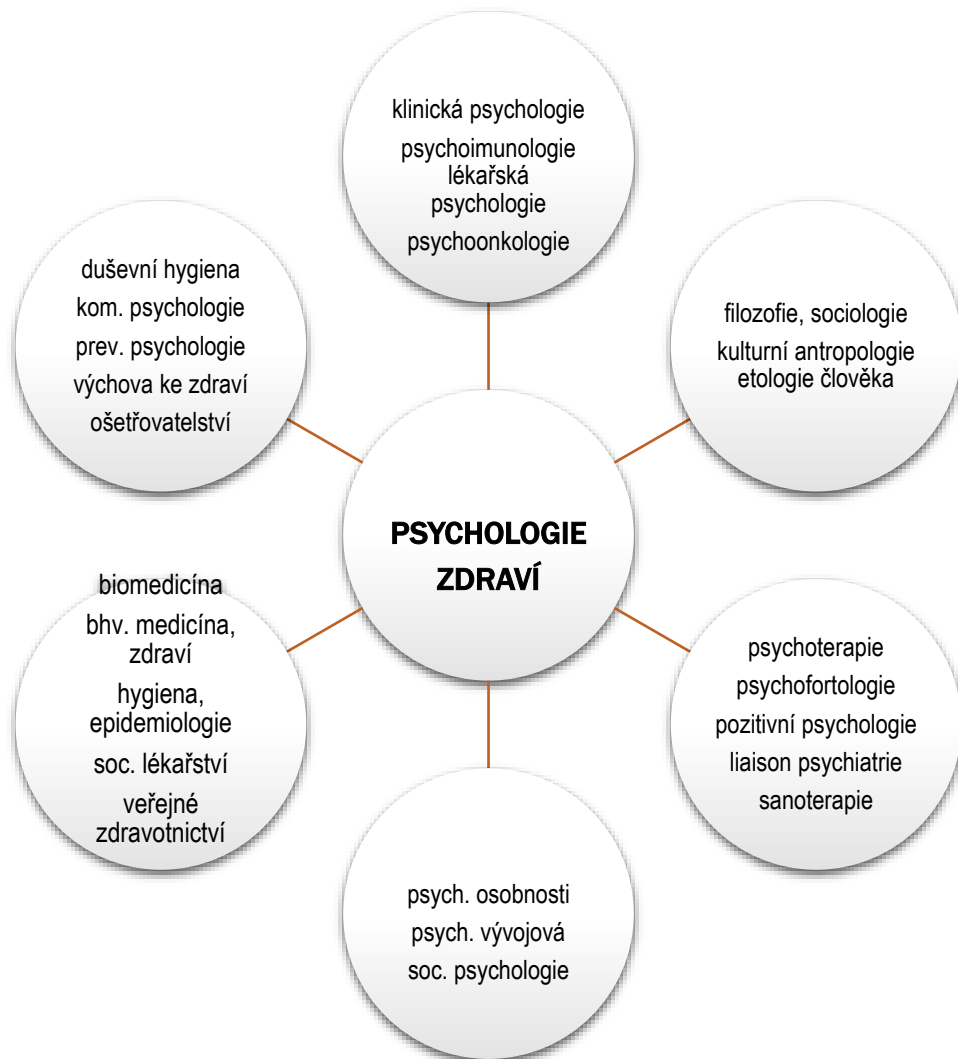 klinická psychologie
psychoimunologie
lékařská
psychologie
psychoonkologie
duševní hygiena
kom. psychologie
prev. psychologie
výchova ke zdraví
ošetřovatelství
filozofie, sociologie
kulturní antropologie
etologie člověka
PSYCHOLOGIE
ZDRAVÍ
biomedicína
bhv. medicína,
zdraví
hygiena,
epidemiologie
soc. lékařství
veřejné
zdravotnictví
psychoterapie
psychofortologie
pozitivní psychologie
liaison psychiatrie
sanoterapie
psych. osobnosti
psych. vývojová
soc. psychologie